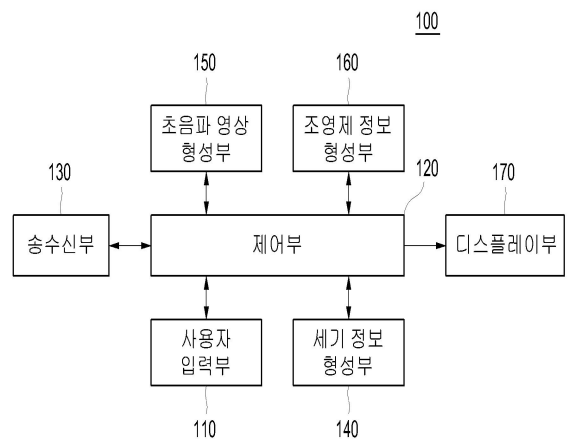 100
150
160
초음파 영상
형성부
조영제 정보
형성부
130
120
170
송수신부
제어부
디스플레이부
사용자
입력부
세기 정보
형성부
110
140